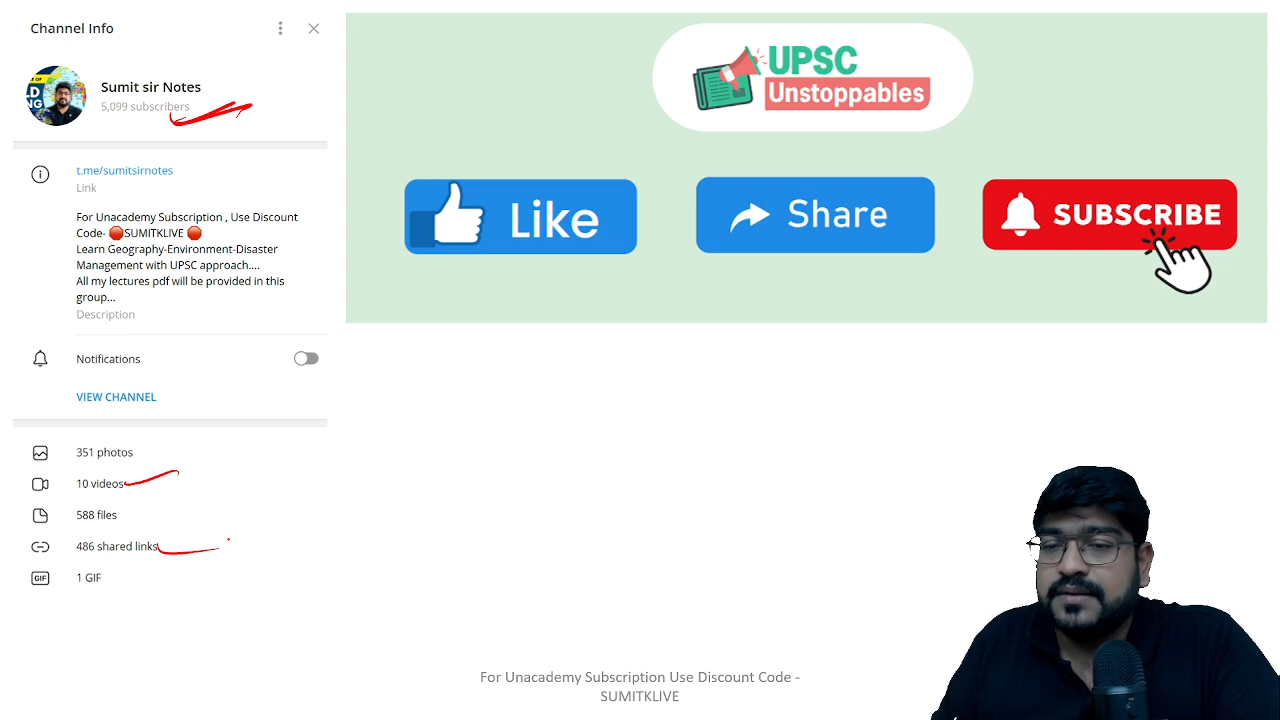 Channel Info
Sumit sir Notes
5,099 subscribers
t.me/sumitsirnotes
Link
For Unacademy Subscription , Use Discount
Code- 🔴SUMITKLIVE 🔴
Learn Geography-Environment-Disaster
Management with UPSC approach....
All my lectures pdf will be provided in this
group...
Description
Notifications
VIEW CHANNEL
351 photos
10 videos
588 files
486 shared links
GIF
1 GIF
UPSC
Unstoppables
Like
Share
SUBSCRIBE
For Unacademy Subscription Use Discount Code -
SUMITKLIVE